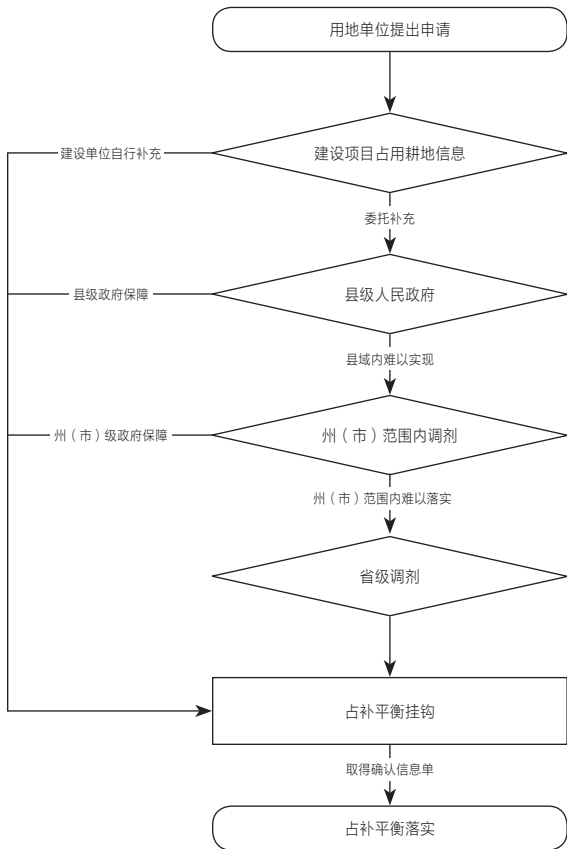 用地单位提出申请
建设单位自行补充
建设项目占用耕地信息
委托补充
县级政府保障
县级人民政府
县域内难以实现
州（市）级政府保障
州（市）范围内调剂
州（市）范围内难以落实
省级调剂
占补平衡挂钩
取得确认信息单
占补平衡落实